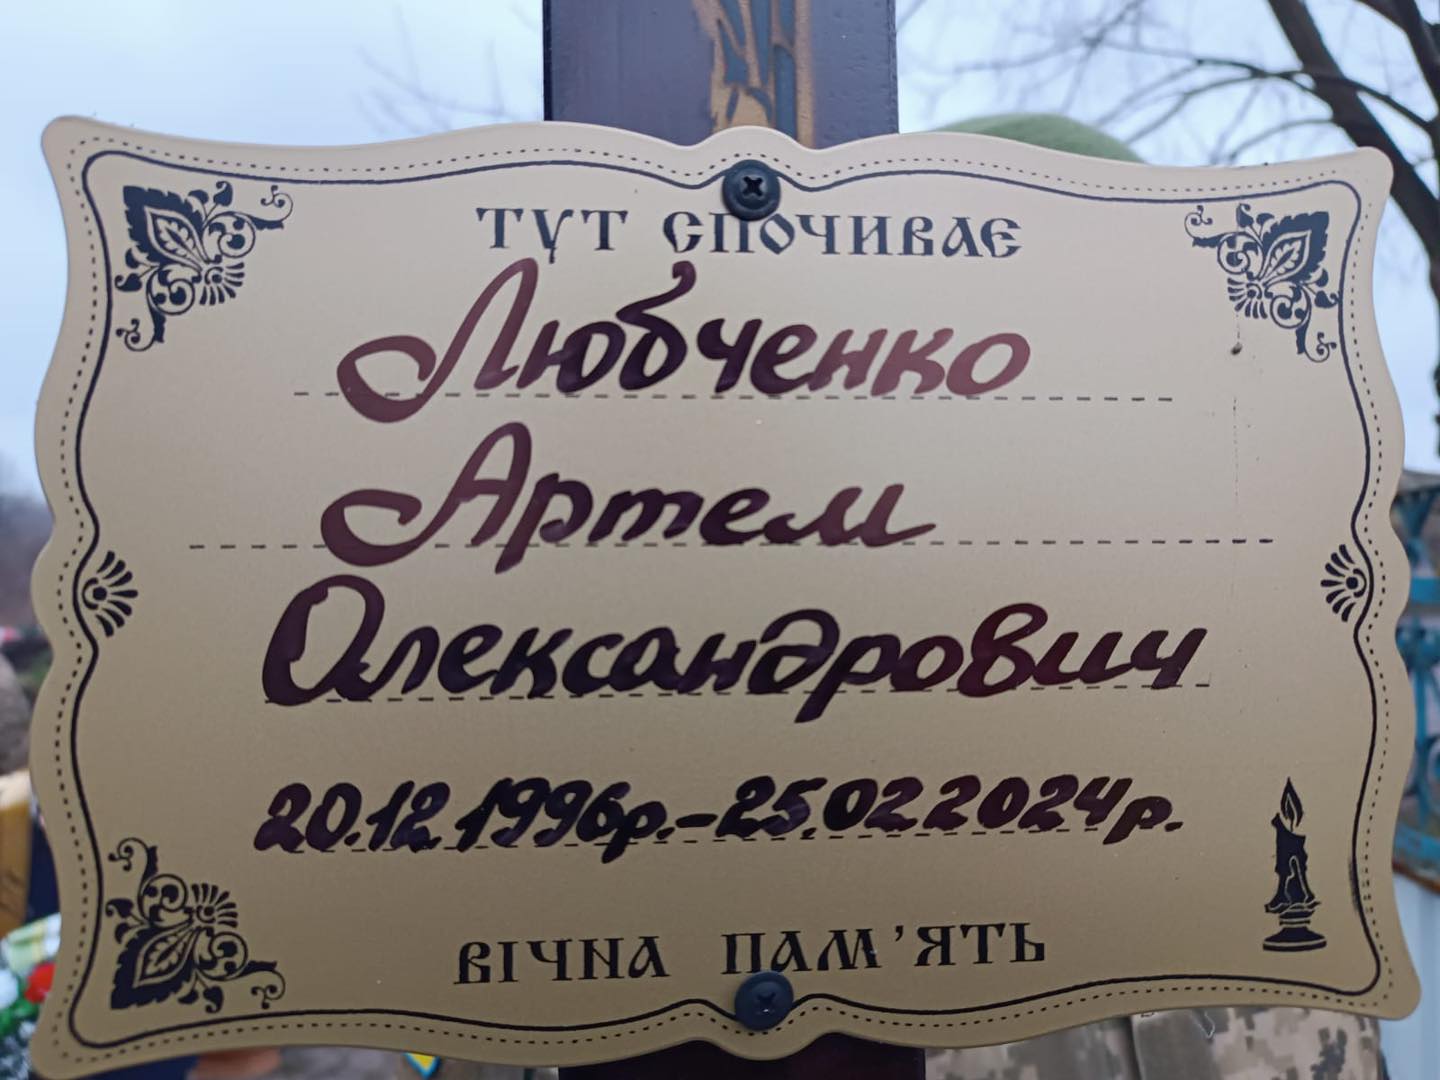 ТУТ СПОЧИВАЄ
Любченко
Артем
Олександрович
20.12.1996р.-25.02.2024р.
ВІЧНА ПАМ'ЯТЬ